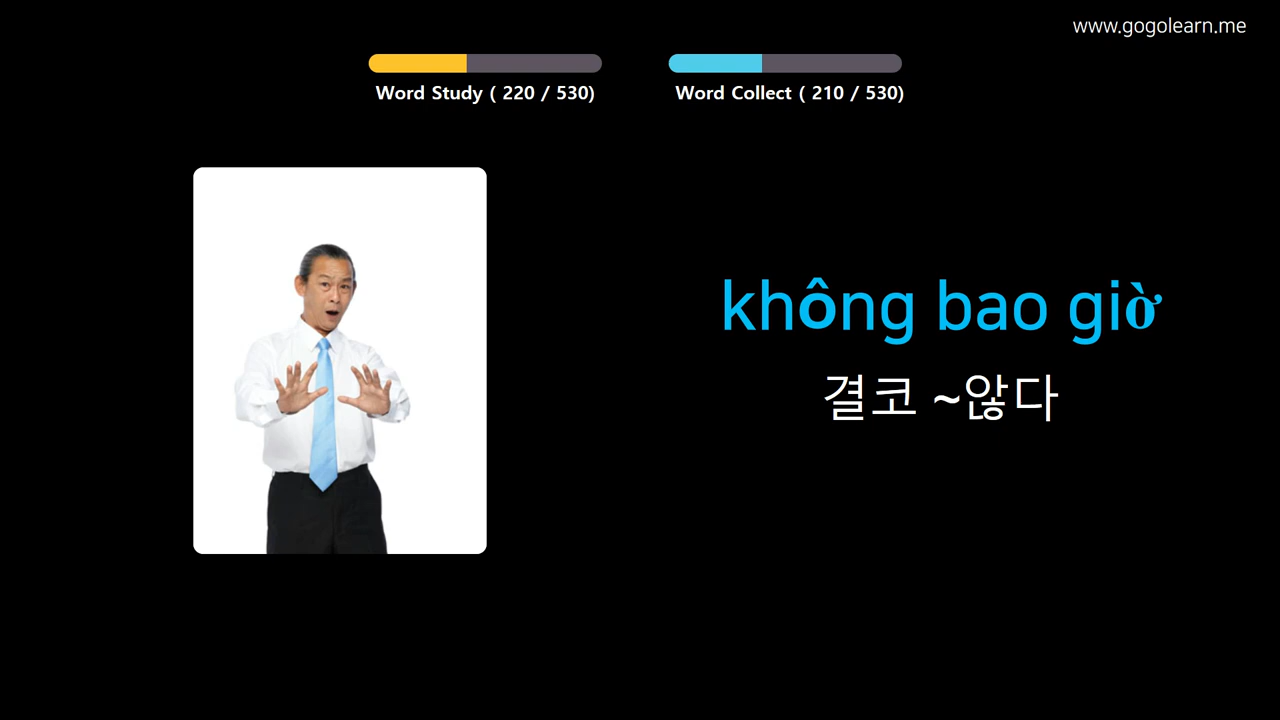 www.gogolearn.me
Word Study ( 220 / 530)
Word Collect ( 210 / 530)
không bao giờ
결코 ~않다